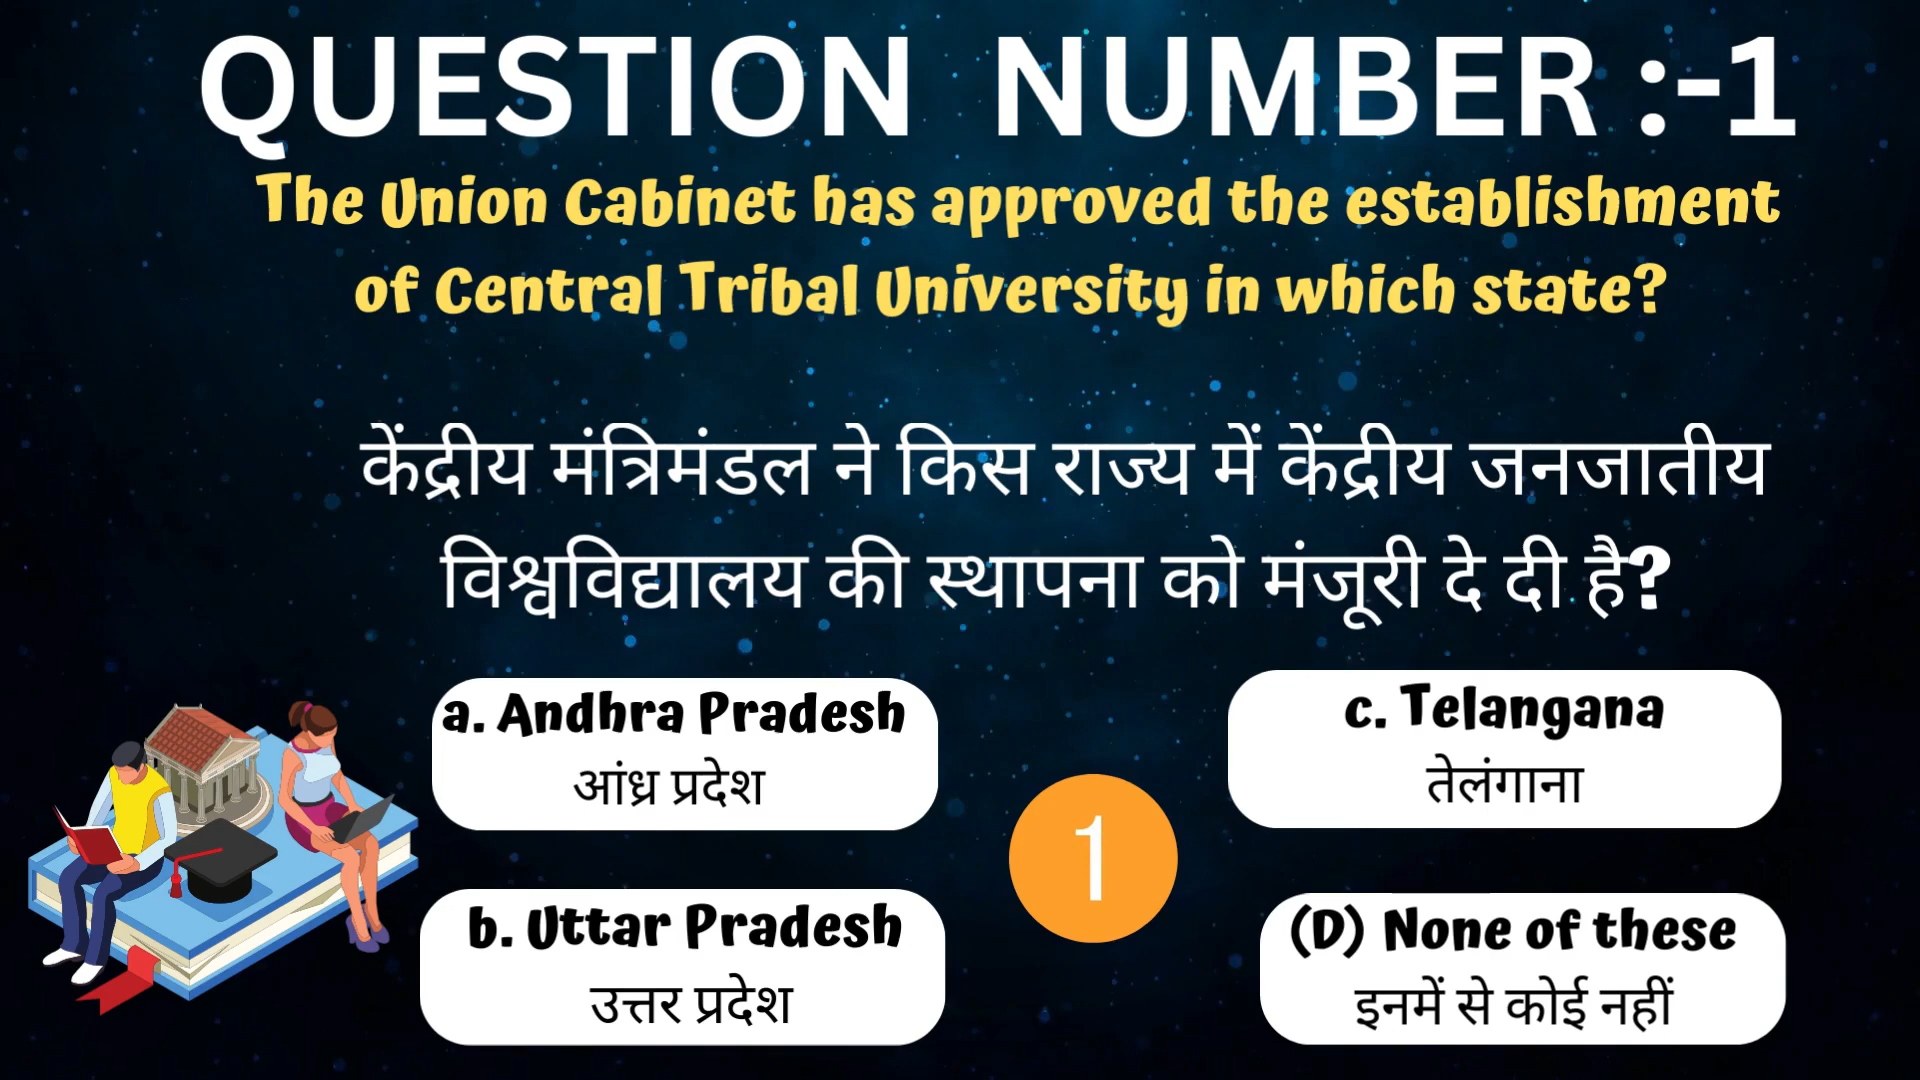 QUESTION NUMBER :-1
The Union Cabinet has approved the establishment
of Central Tribal University in which state?
केंद्रीय मंत्रिमंडल ने किस राज्य में केंद्रीय जनजातीय
विश्वविद्यालय की स्थापना को मंजूरी दे दी है?
a. Andhra Pradesh
आंध्र प्रदेश
c. Telangana
तेलंगाना
1
b. Uttar Pradesh
उत्तर प्रदेश
(D) None of these
इनमें से कोई नहीं